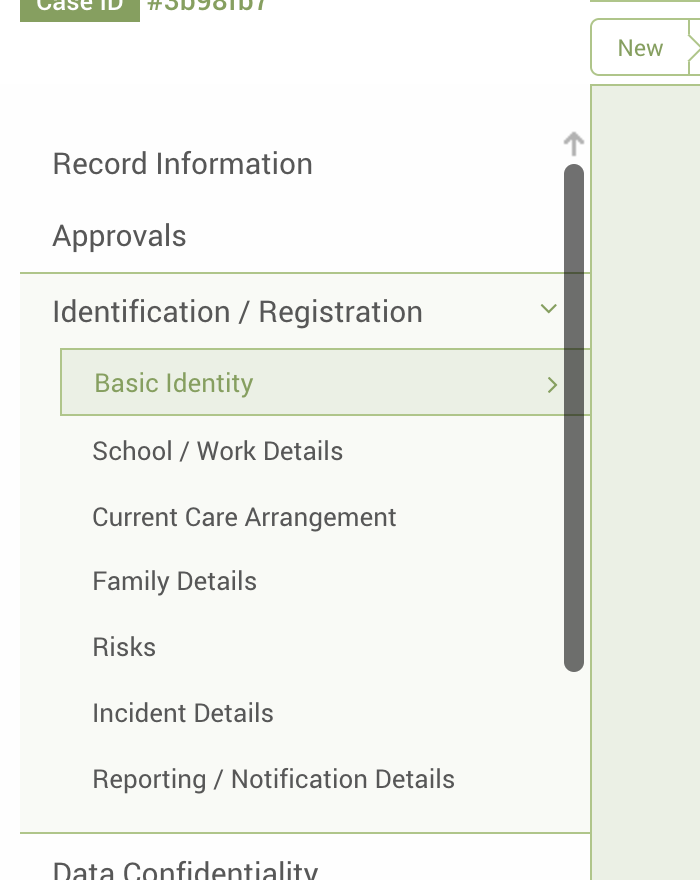 Case ID #3b98fb7
New
Record Information
Approvals
Identification / Registration
Basic Identity
School / Work Details
Current Care Arrangement
Family Details
Risks
Incident Details
Reporting / Notification Details
Data Confidentiality